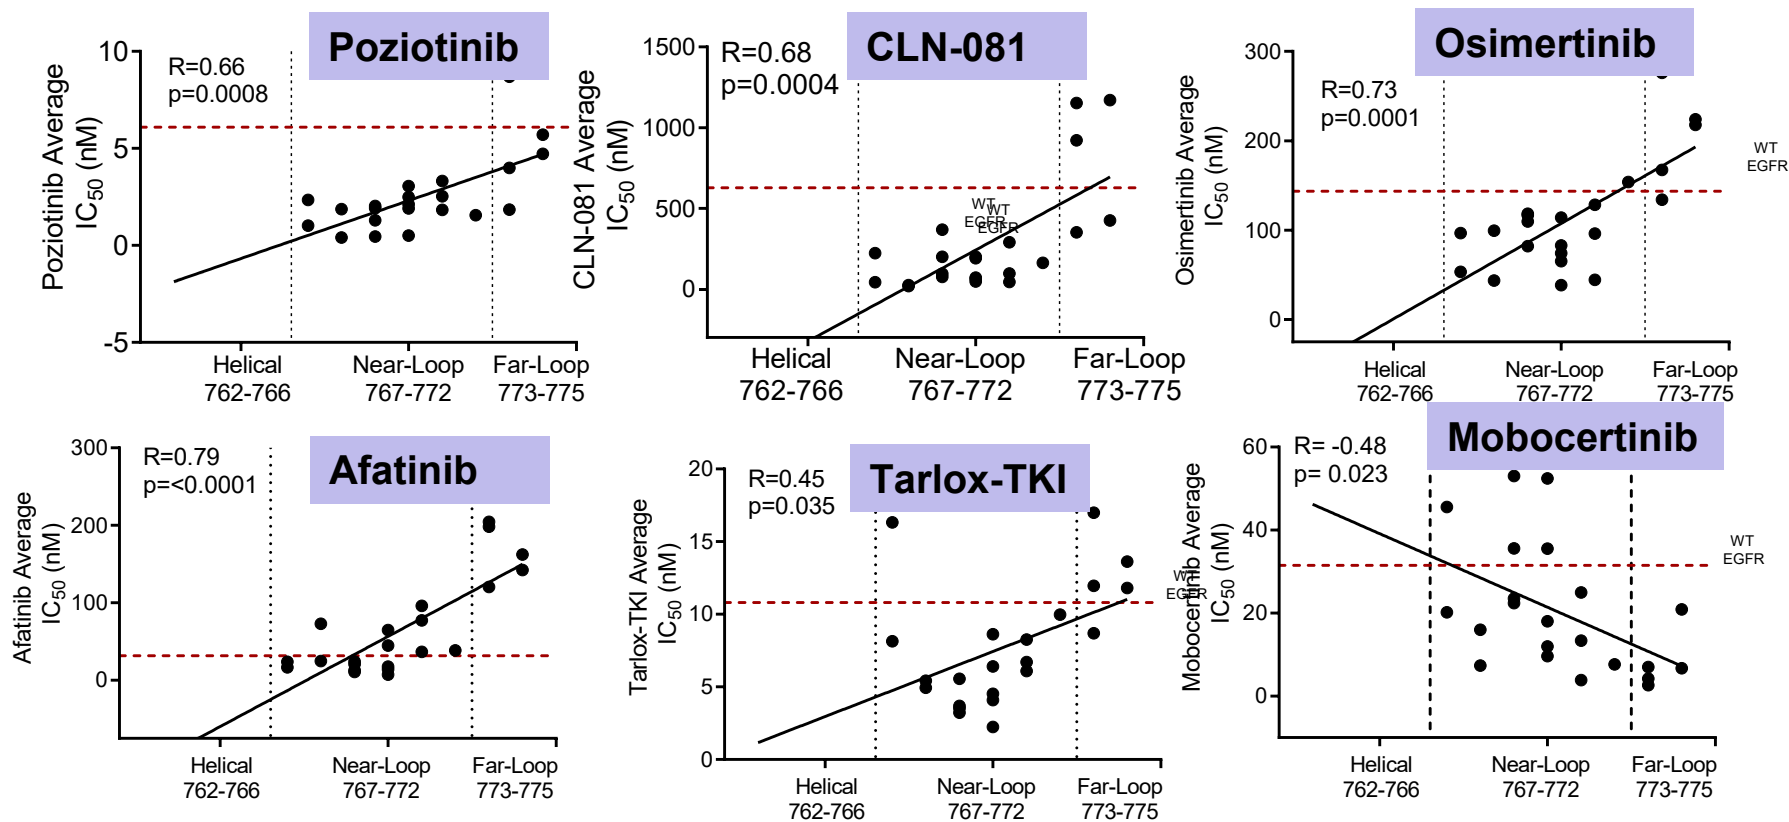 Poziotinib
R=0.66
p=0.0008
Poziotinib Average
IC50 (nM)
10
5
0
-5
Helical
762-766
Near-Loop
767-772
Far-Loop
773-775
CLN-081
R=0.68
p=0.0004
CLN-081 Average
IC50 (nM)
1500
1000
500
0
WT
EGFR
WT
EGFR
Helical
762-766
Near-Loop
767-772
Far-Loop
773-775
Osimertinib
R=0.73
p=0.0001
Osimertinib Average
IC50 (nM)
300
200
100
0
WT
EGFR
Helical
762-766
Near-Loop
767-772
Far-Loop
773-775
Afatinib
R=0.79
p=<0.0001
Afatinib Average
IC50 (nM)
300
200
100
0
Helical
762-766
Near-Loop
767-772
Far-Loop
773-775
Tarlox-TKI
R=0.45
p=0.035
Tarlox-TKI Average
IC50 (nM)
20
15
10
5
0
WT
EGFR
Helical
762-766
Near-Loop
767-772
Far-Loop
773-775
Mobocertinib
R= -0.48
p= 0.023
Mobocertinib Average
IC50 (nM)
60
40
20
0
WT
EGFR
Helical
762-766
Near-Loop
767-772
Far-Loop
773-775